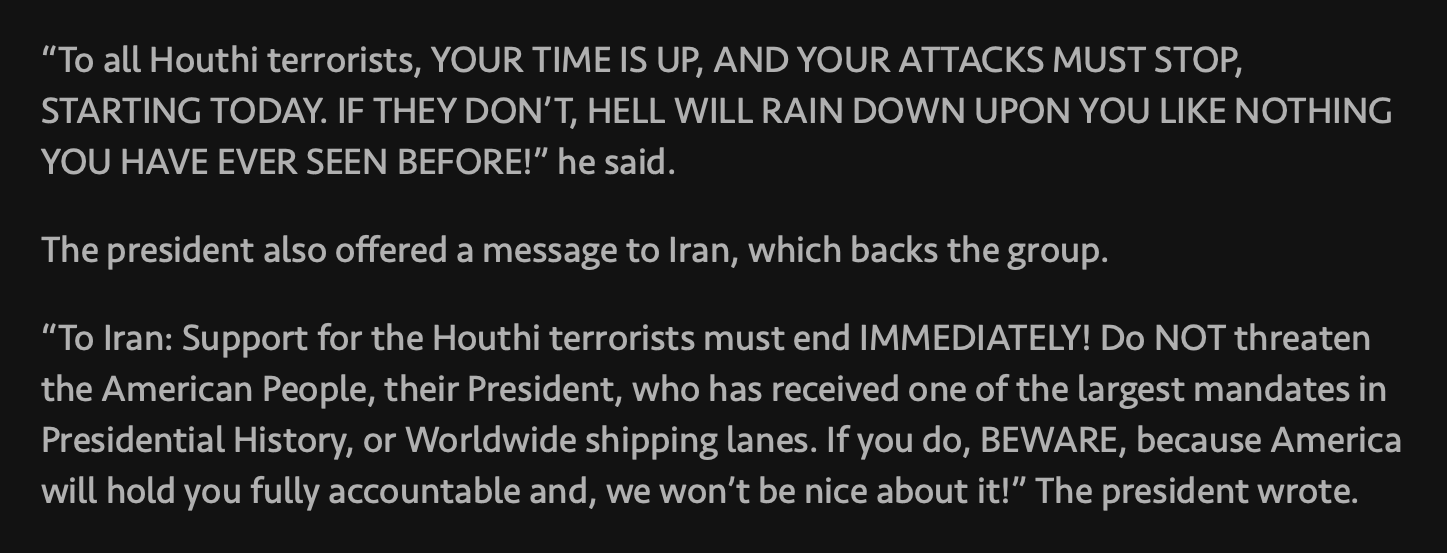 “To all Houthi terrorists, YOUR TIME IS UP, AND YOUR ATTACKS MUST STOP,
STARTING TODAY. IF THEY DON’T, HELL WILL RAIN DOWN UPON YOU LIKE NOTHING
YOU HAVE EVER SEEN BEFORE!” he said.
The president also offered a message to Iran, which backs the group.
“To Iran: Support for the Houthi terrorists must end IMMEDIATELY! Do NOT threaten
the American People, their President, who has received one of the largest mandates in
Presidential History, or Worldwide shipping lanes. If you do, BEWARE, because America
will hold you fully accountable and, we won’t be nice about it!” The president wrote.